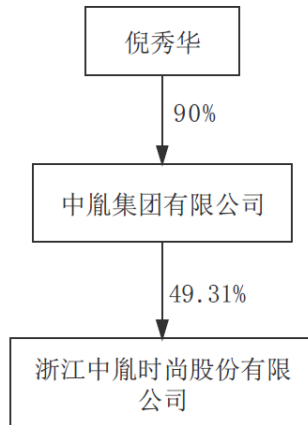 倪秀华
90%
中胤集团有限公司
49.31%
浙江中胤时尚股份有限
公司